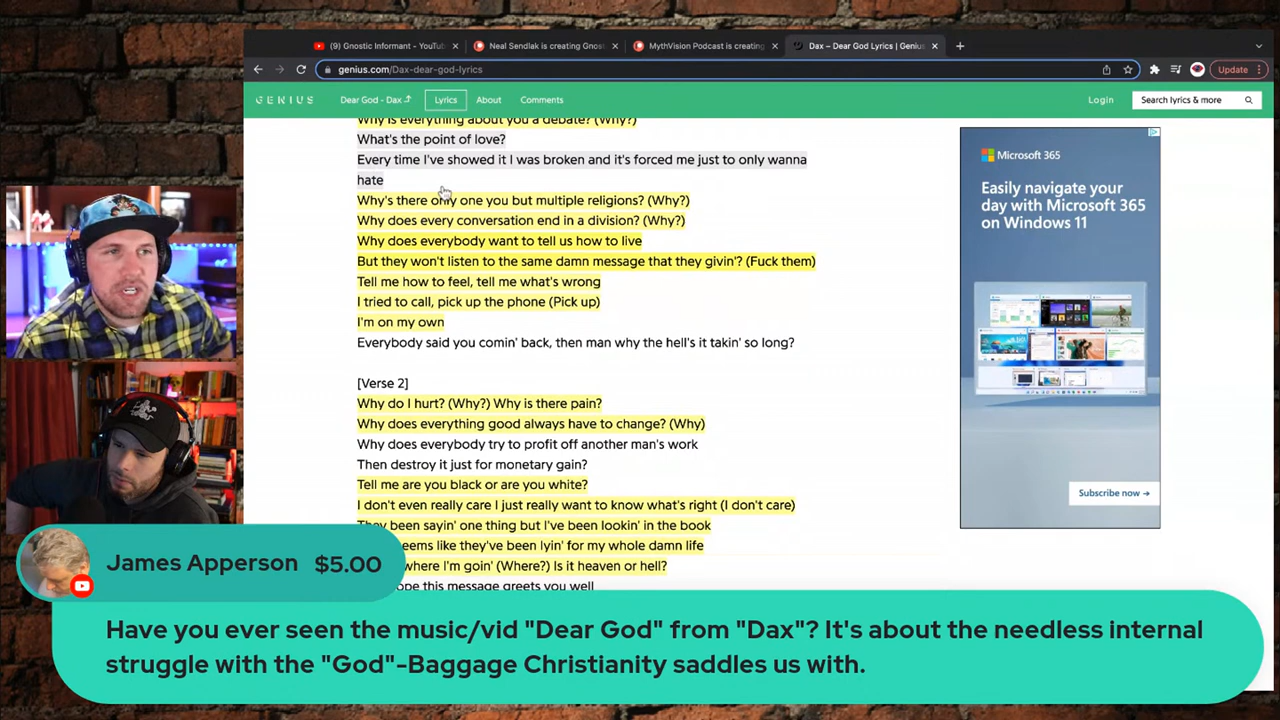 (9) Gnostic Informant - YouTu
Neal Sendlak is creating Gnos
MythVision Podcast is creating
Dax – Dear God Lyrics | Genius
genius.com/Dax-dear-god-lyrics
Update
GENIUS
Dear God - Dax
Lyrics
About
Comments
Login
Search lyrics & more
Why is everything about you a debate? (Why?)
What's the point of love?
Every time I've showed it I was broken and it's forced me just to only wanna
hate
Why's there only one you but multiple religions? (Why?)
Why does every conversation end in a division? (Why?)
Why does everybody want to tell us how to live
But they won't listen to the same damn message that they givin'? (Fuck them)
Tell me how to feel, tell me what's wrong
I tried to call, pick up the phone (Pick up)
I'm on my own
Everybody said you comin' back, then man why the hell's it takin' so long?
[Verse 2]
Why do I hurt? (Why?) Why is there pain?
Why does everything good always have to change? (Why)
Why does everybody try to profit off another man's work
Then destroy it just for monetary gain?
Tell me are you black or are you white?
I don't even really care I just really want to know what's right (I don't care)
They been sayin' one thing but I've been lookin' in the book
eems like they've been lyin' for my whole damn life
where I'm goin' (Where?) Is it heaven or hell?
ope this message greets you well
Microsoft 365
Easily navigate your
day with Microsoft 365
on Windows 11
Subscribe now →
James Apperson $5.00
Have you ever seen the music/vid "Dear God" from "Dax"? It's about the needless internal
struggle with the "God"-Baggage Christianity saddles us with.